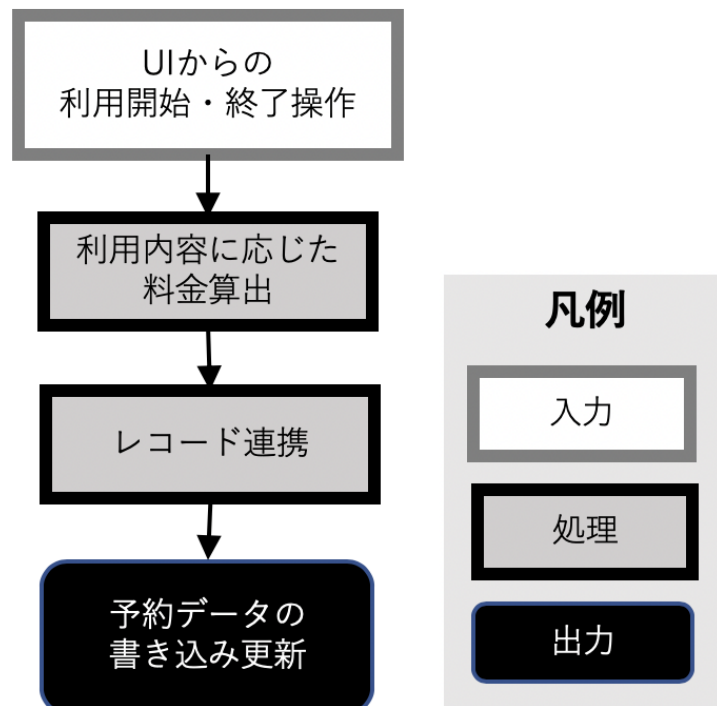 UIからの
利用開始・終了操作
利用内容に応じた
料金算出
レコード連携
予約データの
書き込み更新
凡例
入力
処理
出力